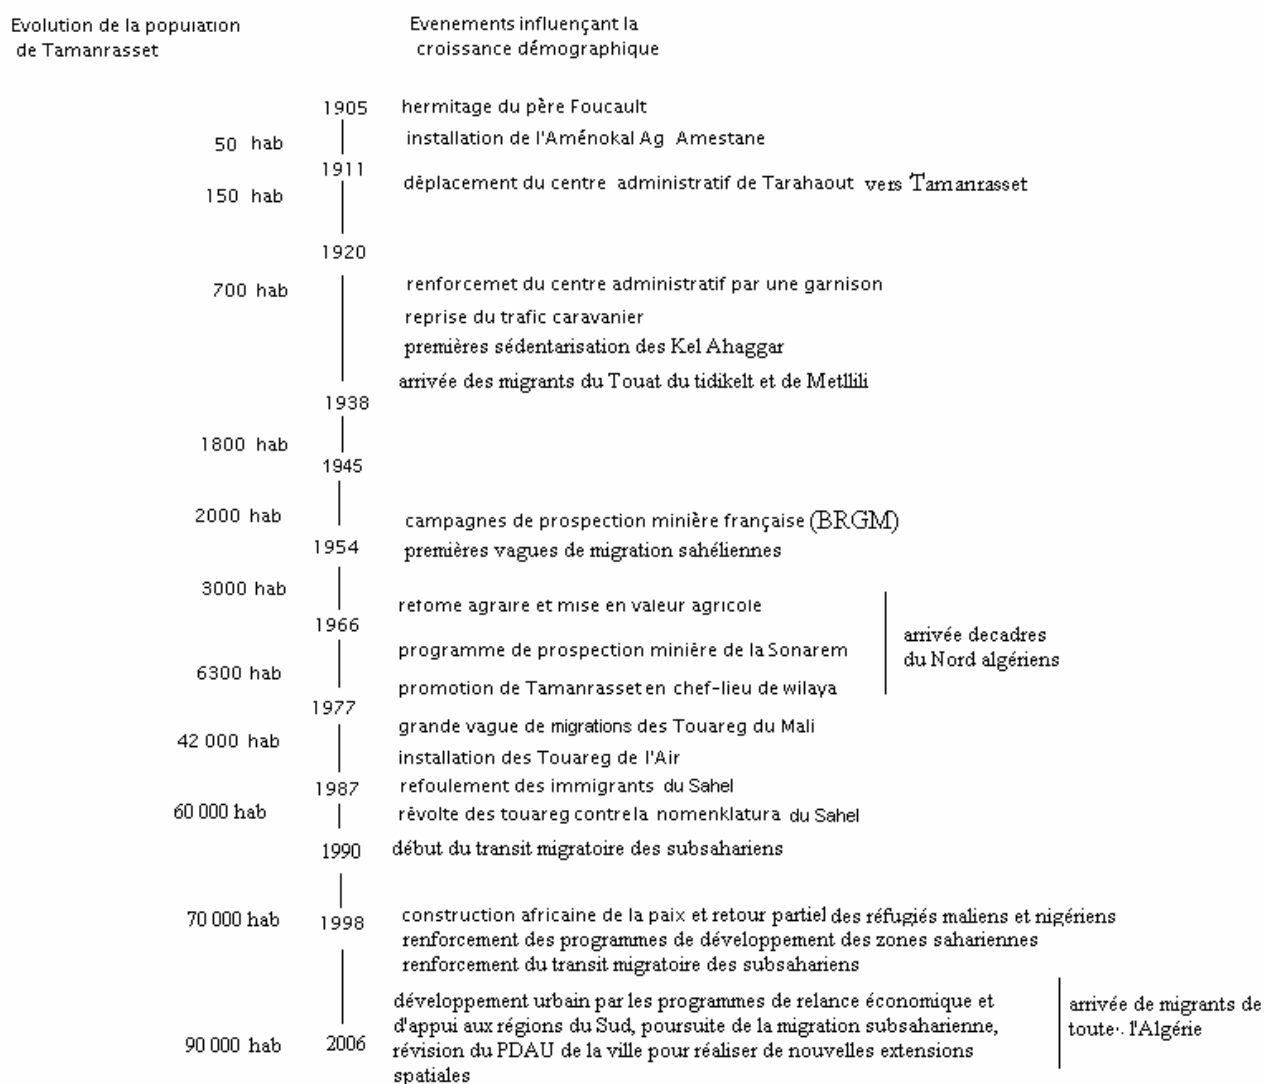 Evolution de la population
de Tamanrasset
Evenements influençant la
croissance démographique
1905 hermitage du père Foucault
50 hab installation de l'Aménokal Ag Amestane
1911
déplacement du centre administratif de Tarahaout vers Tamanrasset
150 hab
1920
700 hab renforcemet du centre administratif par une garnison
reprise du trafic caravanier
premières sédentarisation des Kel Ahaggar
arrivée des migrants du Touat du tidikelt et de Metllili
1938
1800 hab
1945
2000 hab campagnes de prospection minière française (BRGM)
1954 premières vagues de migration sahéliennes
3000 hab
refome agraire et mise en valeur agricole
1966
programme de prospection minière de la Sonarem
6300 hab
promotion de Tamanrasset en chef-lieu de wilaya
arrivée decadres
du Nord algériens
1977
grande vague de migrations des Touareg du Mali
42 000 hab
installation des Touareg de l'Air
1987 refoulement des immigrants du Sahel
60 000 hab révolte des touareg contrela nomenklatura du Sahel
1990 début du transit migratoire des subsahariens
70 000 hab 1998 construction africaine de la paix et retour partiel des réfugiés maliens et nigériens
renforcement des programmes de développement des zones sahariennes
renforcement du transit migratoire des subsahariens
développement urbain par les programmes de relance économique et
d'appui aux régions du Sud, poursuite de la migration subsaharienne,
90 000 hab 2006 révision du PDAU de la ville pour réaliser de nouvelles extensions
spatiales
arrivée de migrants de
toute l'Algérie